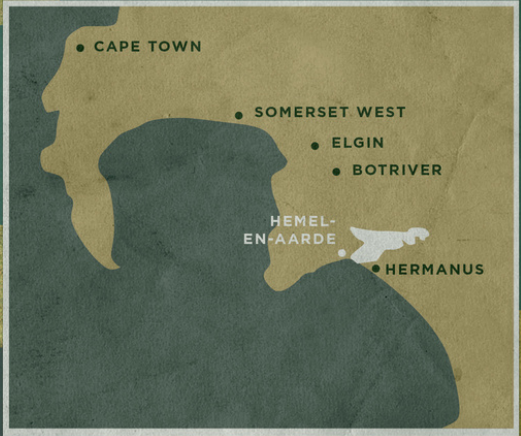 CAPE TOWN
SOMERSET WEST
ELGIN
BOTRIVER
HEMEL-
EN-AARDE
HERMANUS